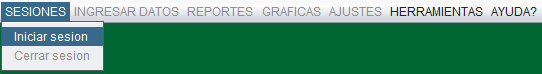 SESIONES INGRESAR DATOS REPORTES GRAFICAS AJUSTES HERRAMIENTAS AYUDA?
Iniciar sesion
Cerrar sesion